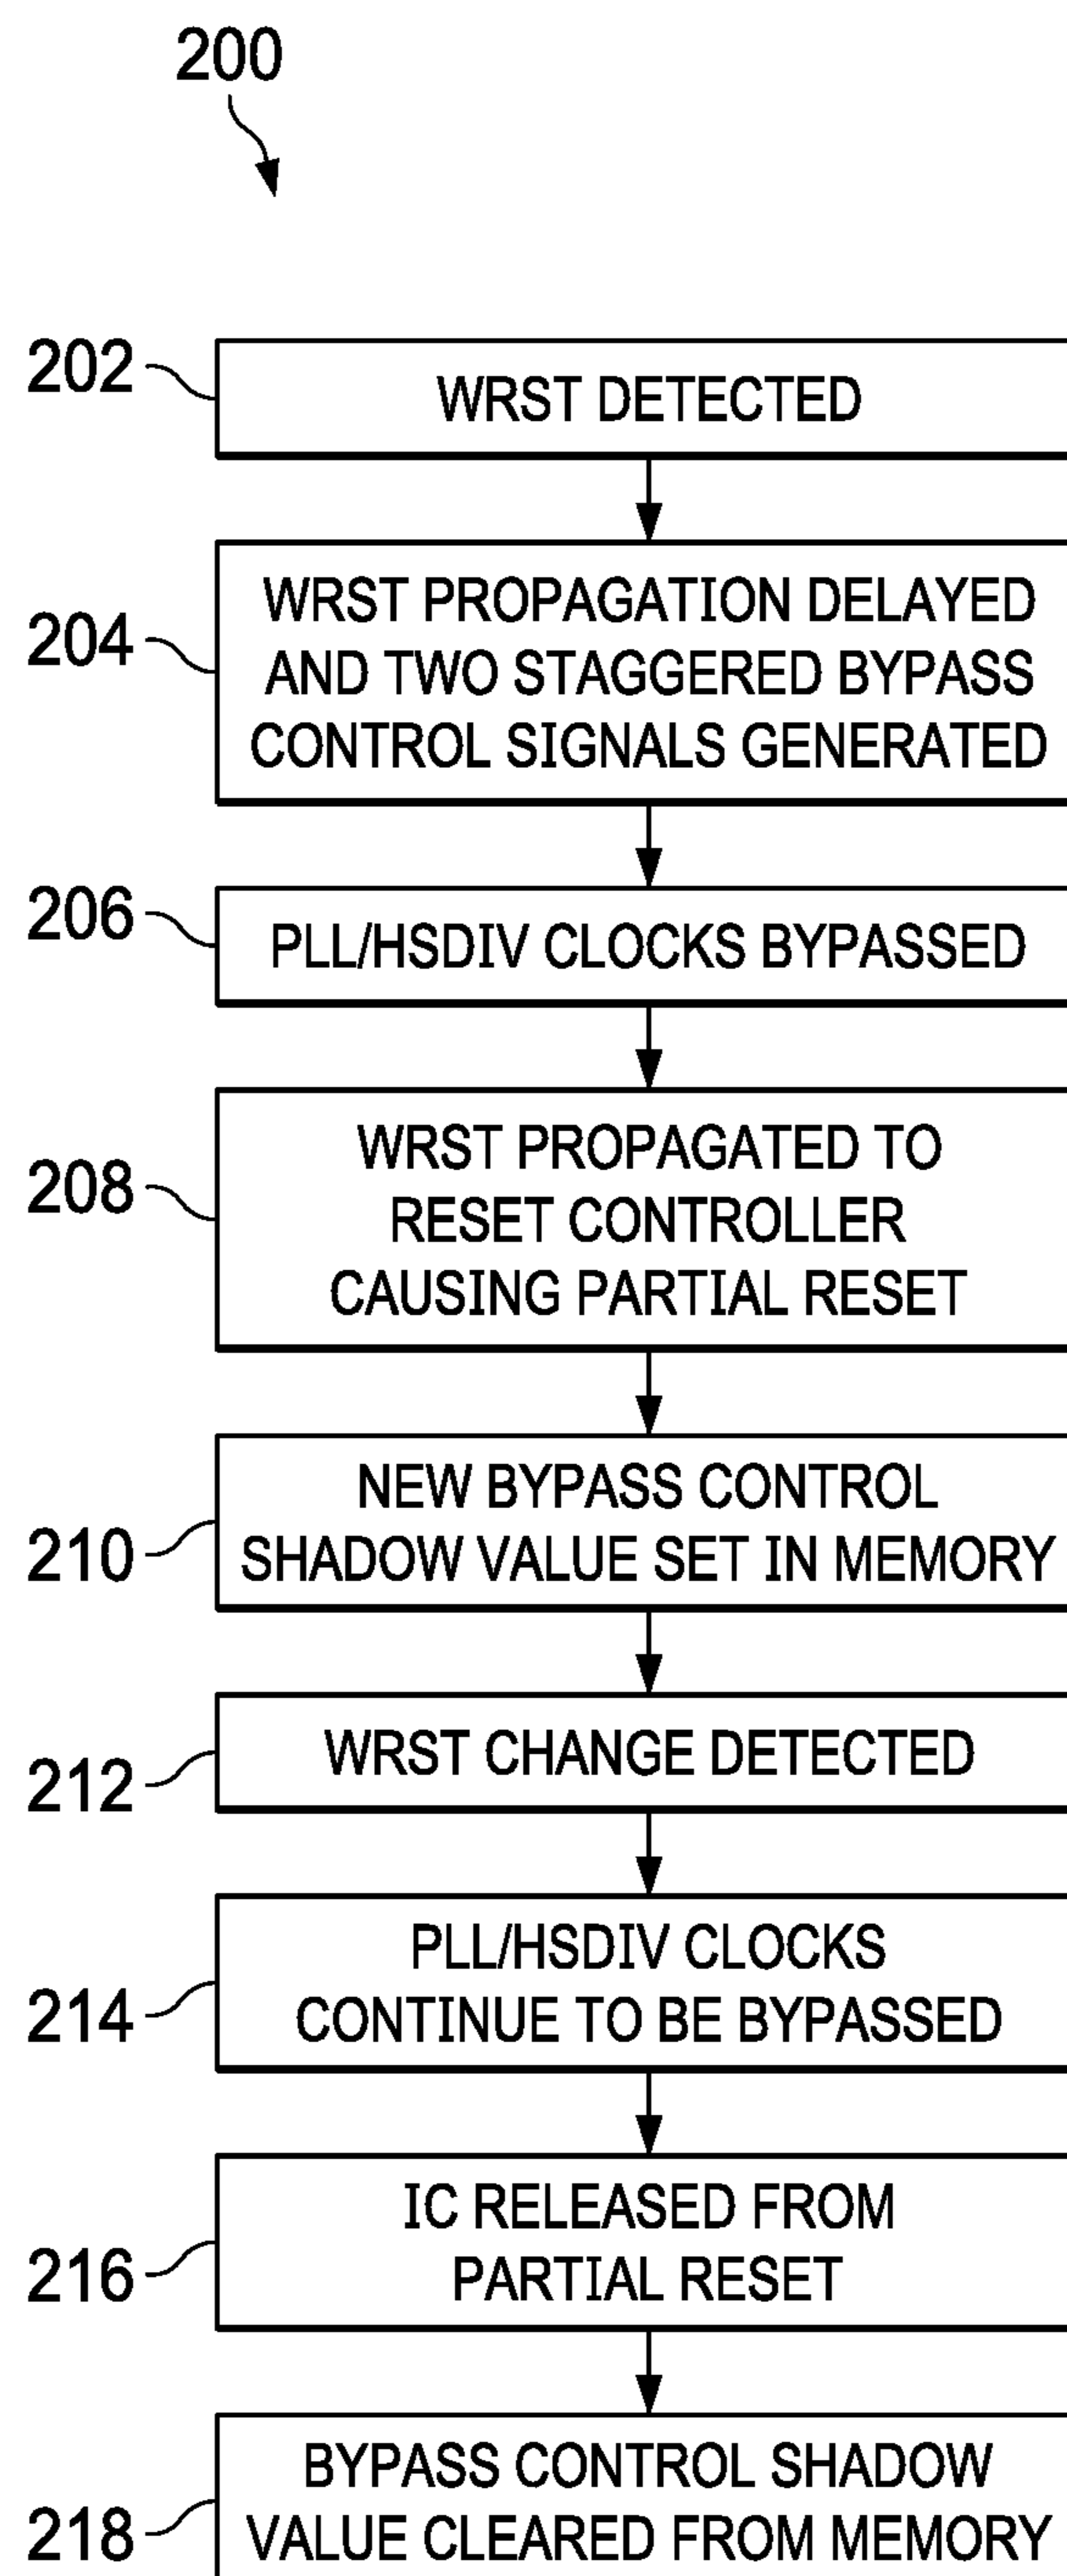 200
202
WRST DETECTED
204
WRST PROPAGATION DELAYED
AND TWO STAGGERED BYPASS
CONTROL SIGNALS GENERATED
206
PLL/HSDIV CLOCKS BYPASSED
208
WRST PROPAGATED TO
RESET CONTROLLER
CAUSING PARTIAL RESET
210
NEW BYPASS CONTROL
SHADOW VALUE SET IN MEMORY
212
WRST CHANGE DETECTED
214
PLL/HSDIV CLOCKS
CONTINUE TO BE BYPASSED
216
IC RELEASED FROM
PARTIAL RESET
218
BYPASS CONTROL SHADOW
VALUE CLEARED FROM MEMORY